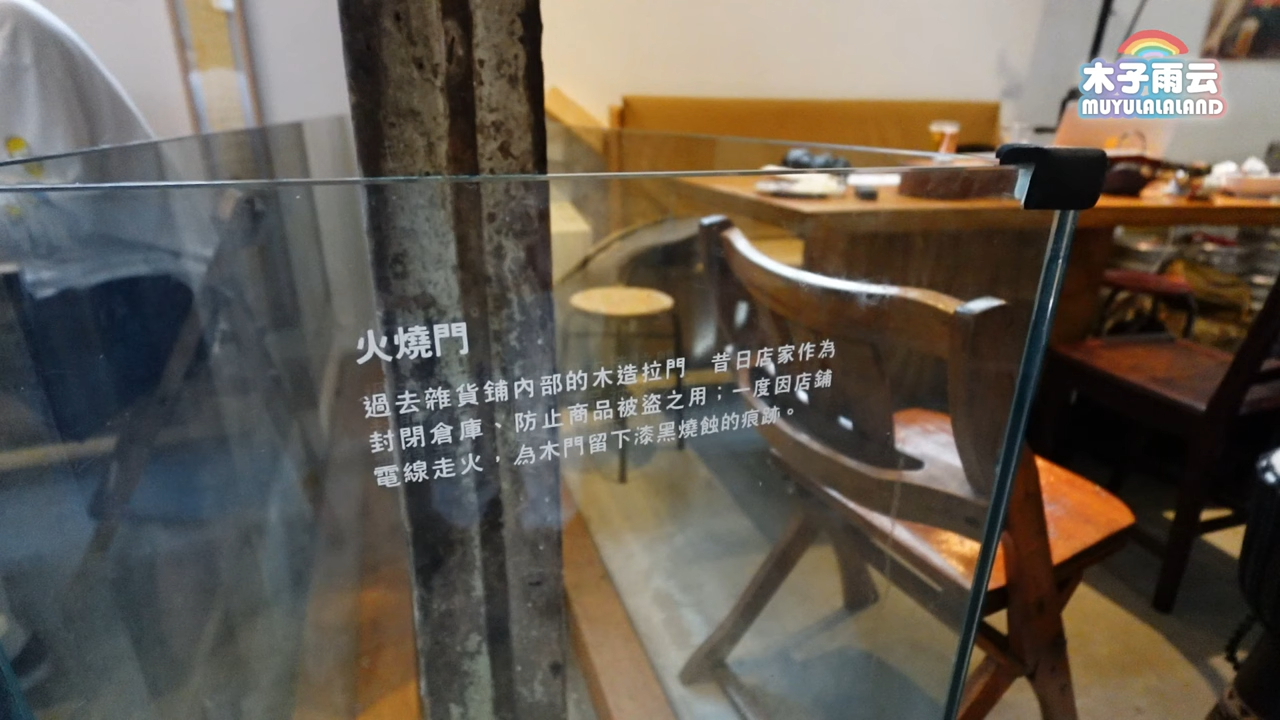 木子雨云
MUYULALALAND
火燒門
過去雜貨鋪內部的木造拉門　昔日店家作為
封閉倉庫、防止商品被盜之用；一度因店鋪
電線走火，為木門留下漆黑燒蝕的痕跡。